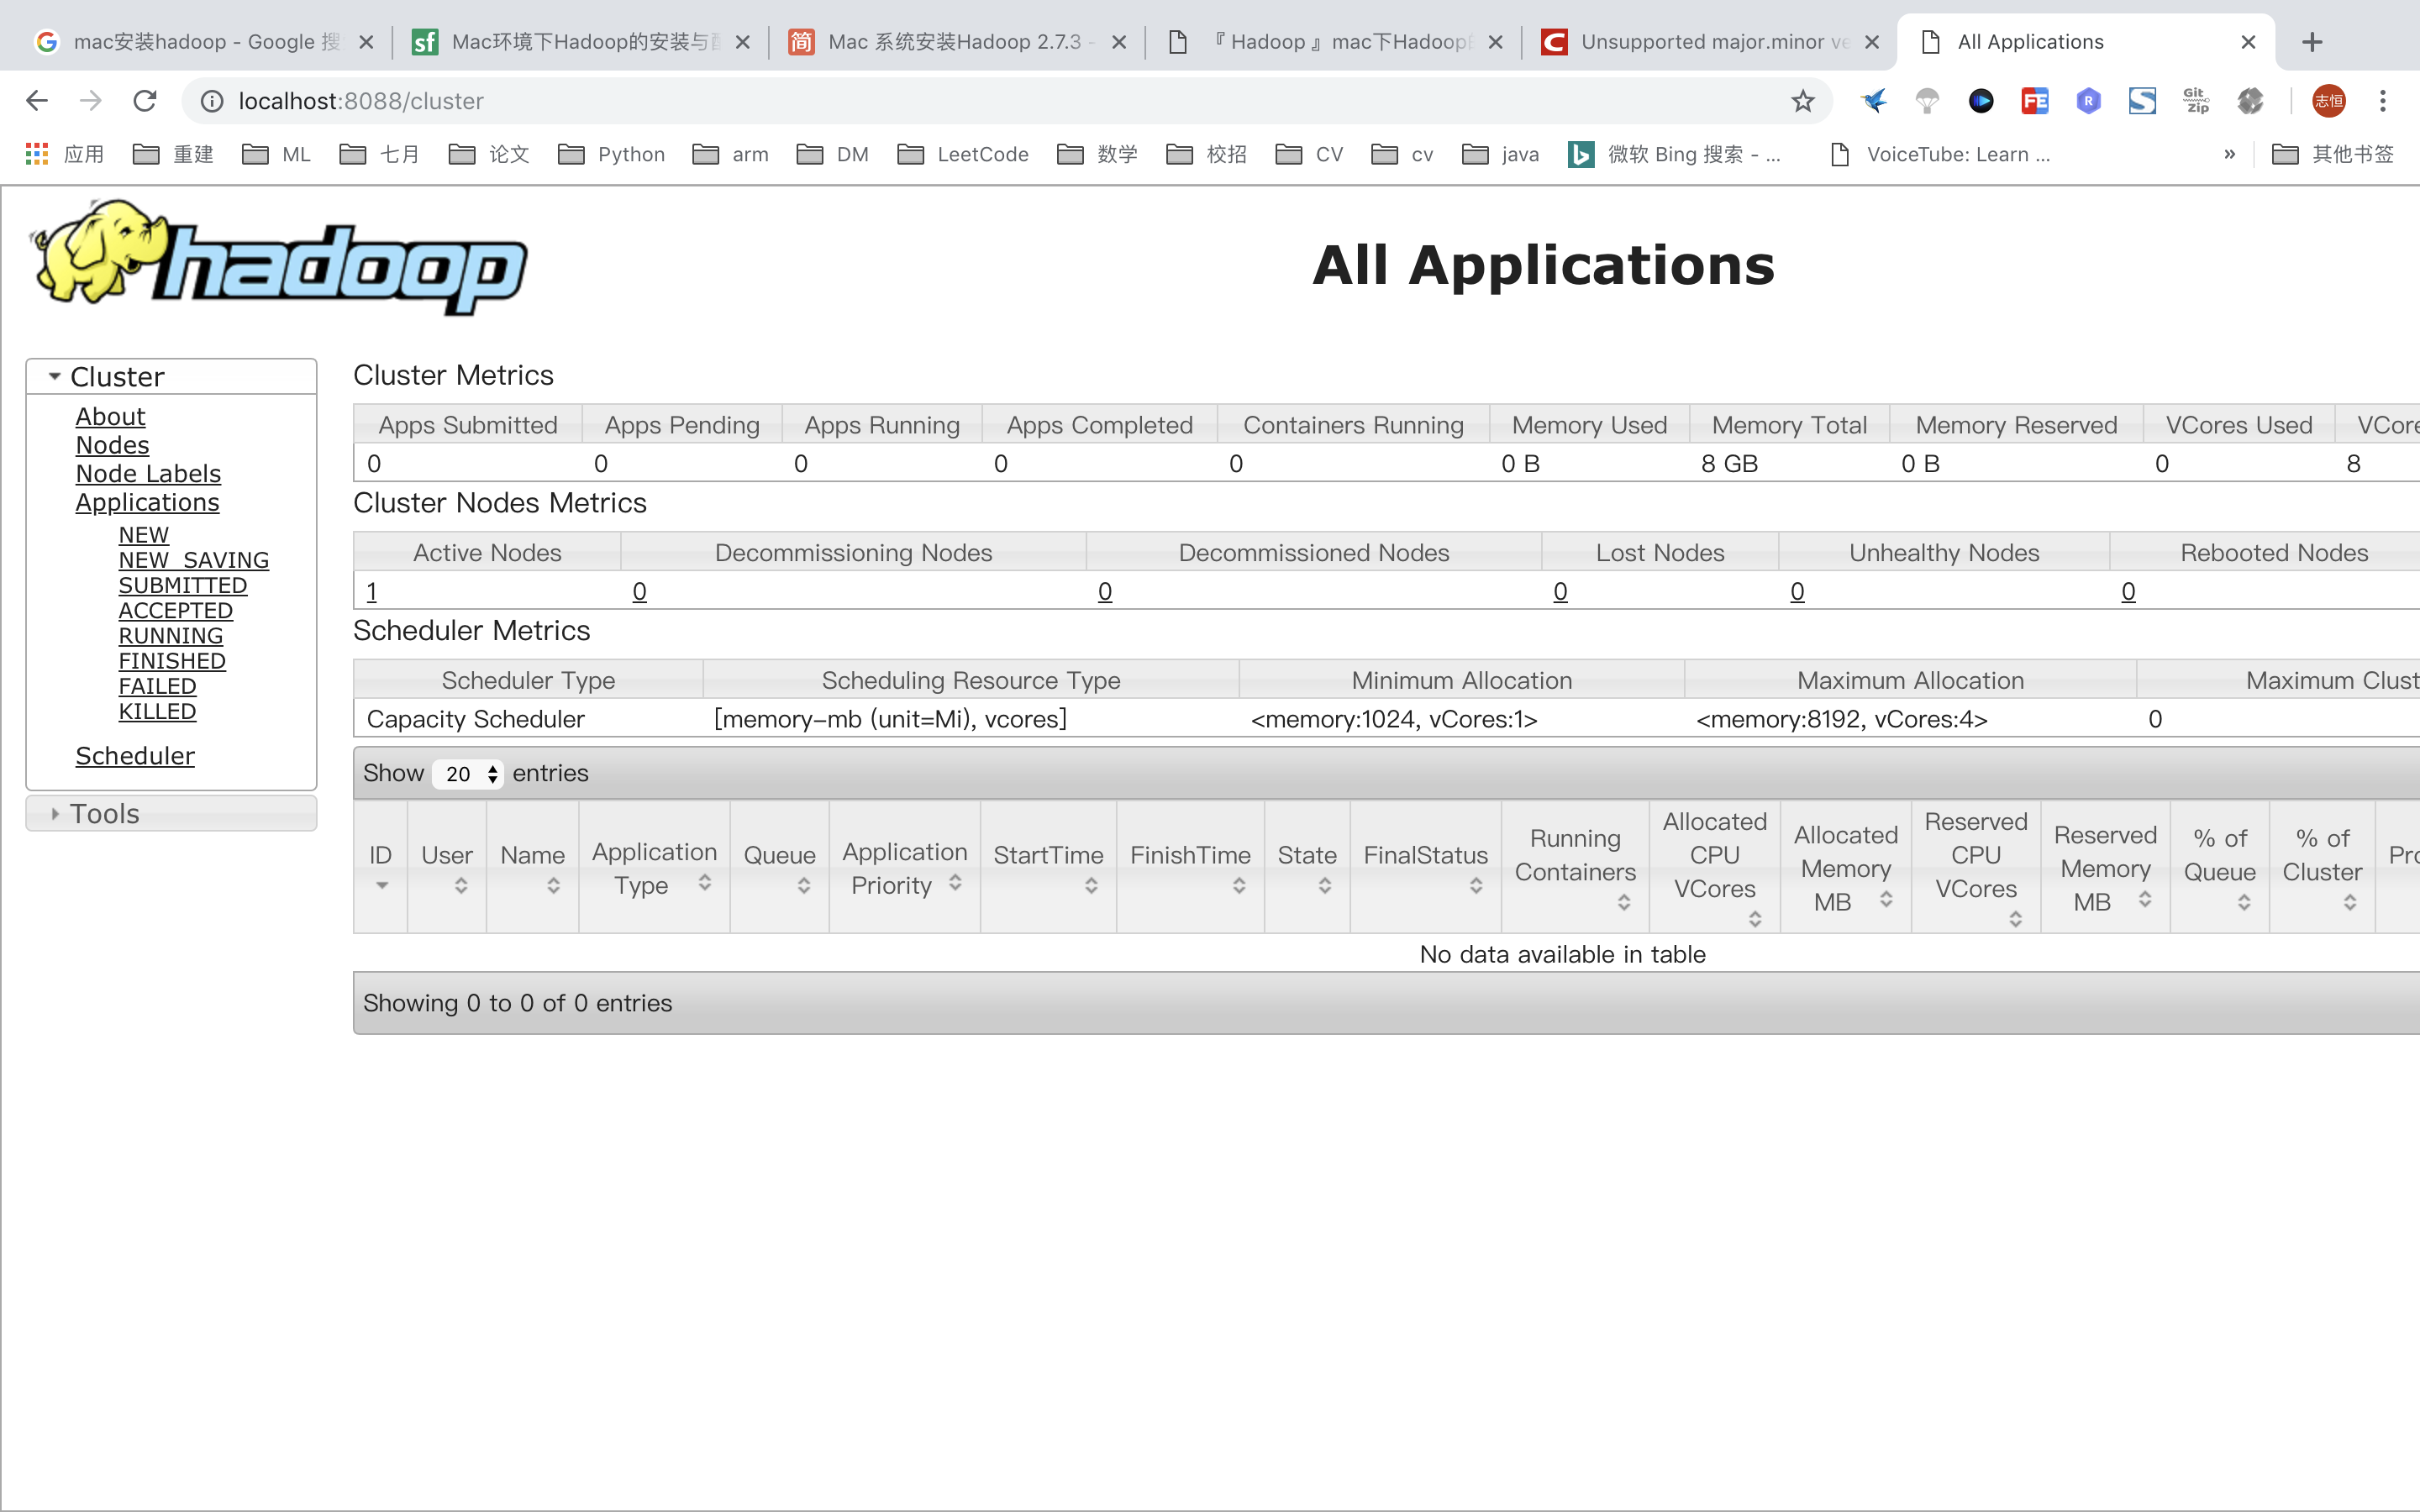 mac安装hadoop - Google 搜
Mac环境下Hadoop的安装与
Mac 系统安装Hadoop 2.7.3 -
『 Hadoop 』mac下Hadoop
Unsupported major.minor ve
All Applications
localhost:8088/cluster
Git Zip
志恒
应用 重建 ML 七月 论文 Python arm DM LeetCode 数学 校招 CV cv java 微软 Bing 搜索 - ... VoiceTube: Learn ... » 其他书签
hadoop
All Applications
Cluster
About
Nodes
Node Labels
Applications
NEW
NEW_SAVING
SUBMITTED
ACCEPTED
RUNNING
FINISHED
FAILED
KILLED
Scheduler
Tools
Cluster Metrics
Apps Submitted Apps Pending Apps Running Apps Completed Containers Running Memory Used Memory Total Memory Reserved VCores Used VCore
0 0 0 0 0 0 B 8 GB 0 B 0 8
Cluster Nodes Metrics
Active Nodes Decommissioning Nodes Decommissioned Nodes Lost Nodes Unhealthy Nodes Rebooted Nodes
1 0 0 0 0 0
Scheduler Metrics
Scheduler Type Scheduling Resource Type Minimum Allocation Maximum Allocation Maximum Clust
Capacity Scheduler [memory-mb (unit=Mi), vcores] <memory:1024, vCores:1> <memory:8192, vCores:4> 0
Show 20 entries
ID User Name Application Type Queue Application Priority StartTime FinishTime State FinalStatus Running Containers Allocated CPU VCores Allocated Memory MB Reserved CPU VCores Reserved Memory MB % of Queue % of Cluster Pro
No data available in table
Showing 0 to 0 of 0 entries